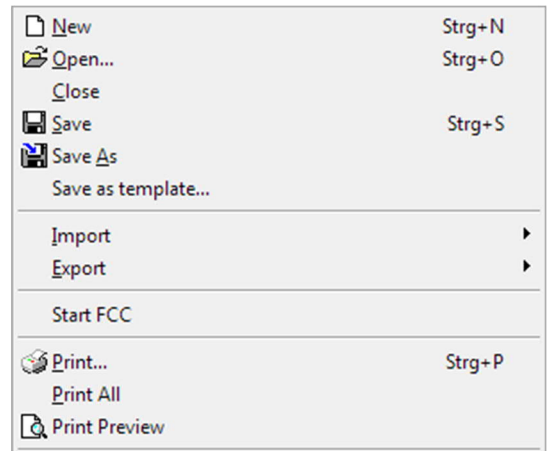 New Strg+N
Open... Strg+O
Close
Save Strg+S
Save As
Save as template...
Import
Export
Start FCC
Print... Strg+P
Print All
Print Preview